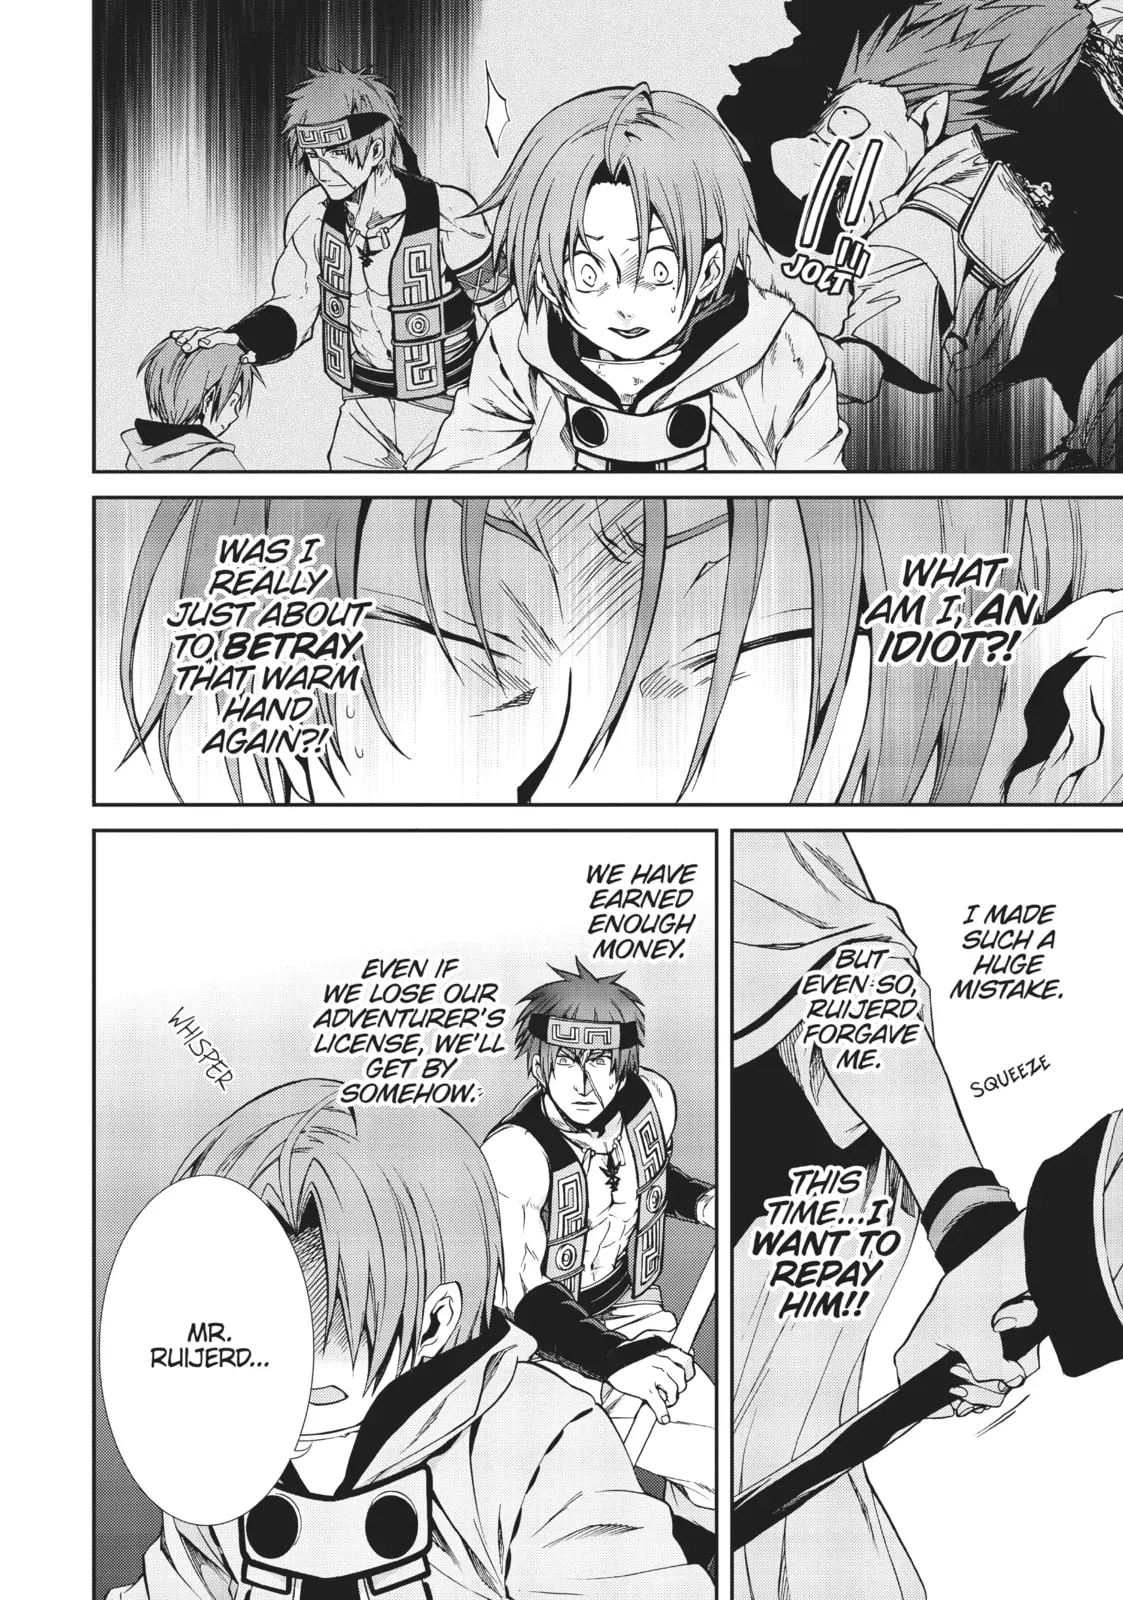 JOLT
WHAT
AM I, AN
IDIOT?!
WAS I
REALLY
JUST ABOUT
TO BETRAY
THAT WARM
HAND
AGAIN?!
I MADE
SUCH A
HUGE
MISTAKE.
BUT
EVEN SO,
RUIJERD
FORGAVE
ME.
SQUEEZE
THIS
TIME...I
WANT TO
REPAY
HIM!!
WE HAVE
EARNED
ENOUGH
MONEY.
EVEN IF
WE LOSE OUR
ADVENTURER'S
LICENSE, WE'LL
GET BY
SOMEHOW.
WHISPER
MR.
RUIJERD...